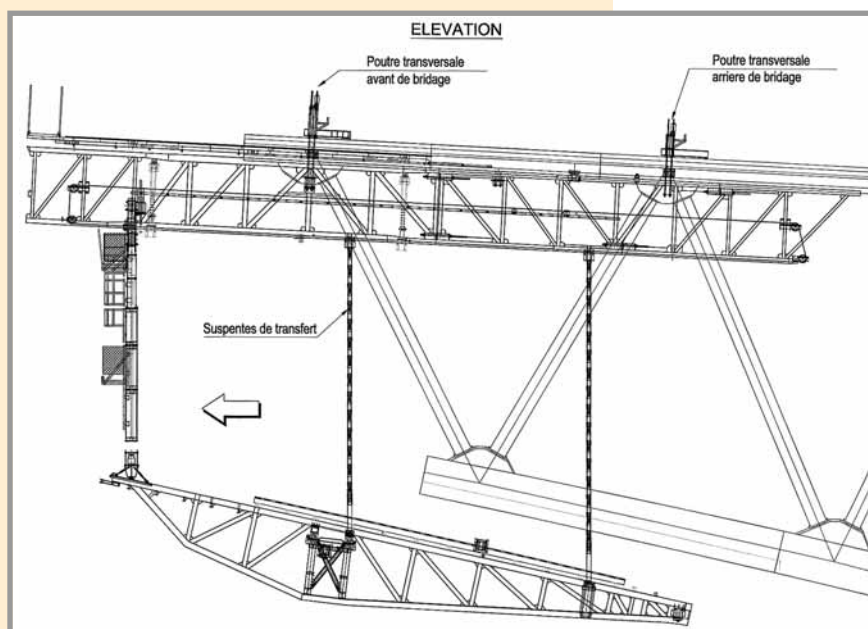 ELEVATION
Poutre transversale
avant de bridage
Poutre transversale
arriere de bridage
Suspentes de transfert